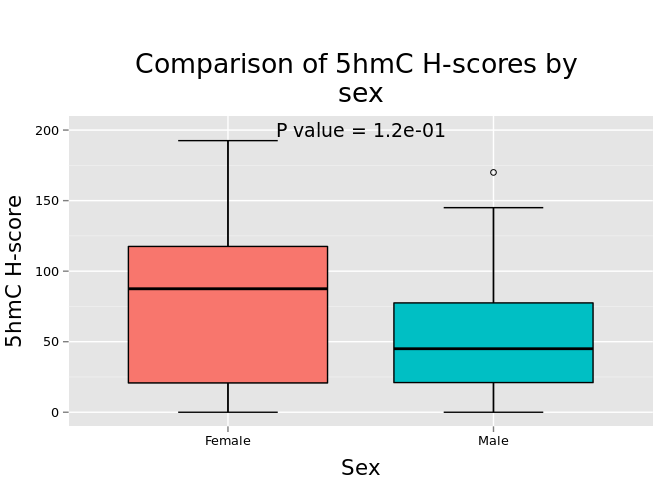 Comparison of 5hmC H-scores by
sex
P value = 1.2e-01
5hmC H-score
200
150
100
50
0
Female
Male
Sex